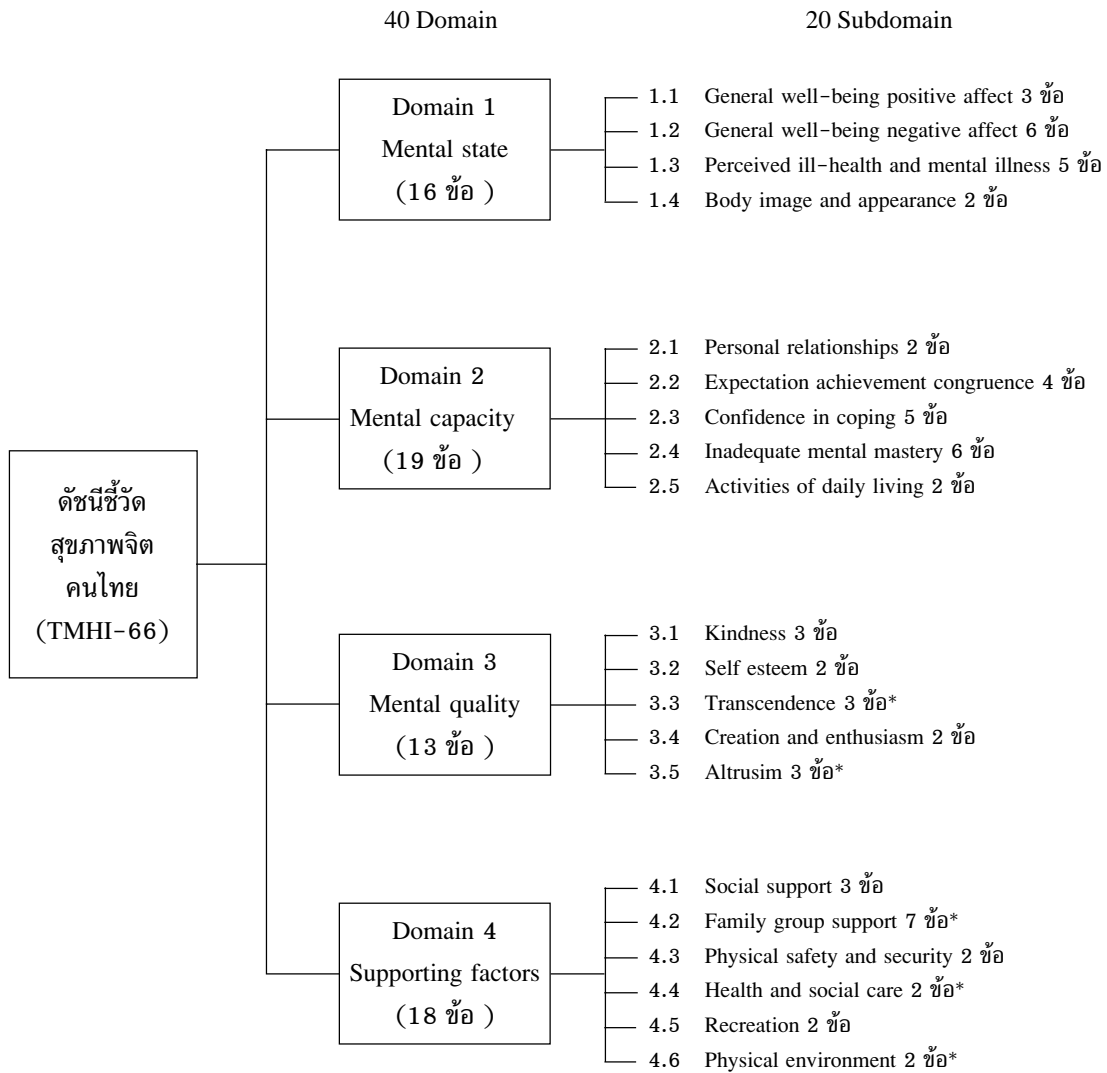 40 Domain
20 Subdomain
ดัชนีชี้วัด
สุขภาพจิต
คนไทย
(TMHI-66)
Domain 1
Mental state
(16 ข้อ )
1.1 General well-being positive affect 3 ข้อ
1.2 General well-being negative affect 6 ข้อ
1.3 Perceived ill-health and mental illness 5 ข้อ
1.4 Body image and appearance 2 ข้อ
Domain 2
Mental capacity
(19 ข้อ )
2.1 Personal relationships 2 ข้อ
2.2 Expectation achievement congruence 4 ข้อ
2.3 Confidence in coping 5 ข้อ
2.4 Inadequate mental mastery 6 ข้อ
2.5 Activities of daily living 2 ข้อ
Domain 3
Mental quality
(13 ข้อ )
3.1 Kindness 3 ข้อ
3.2 Self esteem 2 ข้อ
3.3 Transcendence 3 ข้อ*
3.4 Creation and enthusiasm 2 ข้อ
3.5 Altrusim 3 ข้อ*
Domain 4
Supporting factors
(18 ข้อ )
4.1 Social support 3 ข้อ
4.2 Family group support 7 ข้อ*
4.3 Physical safety and security 2 ข้อ
4.4 Health and social care 2 ข้อ*
4.5 Recreation 2 ข้อ
4.6 Physical environment 2 ข้อ*